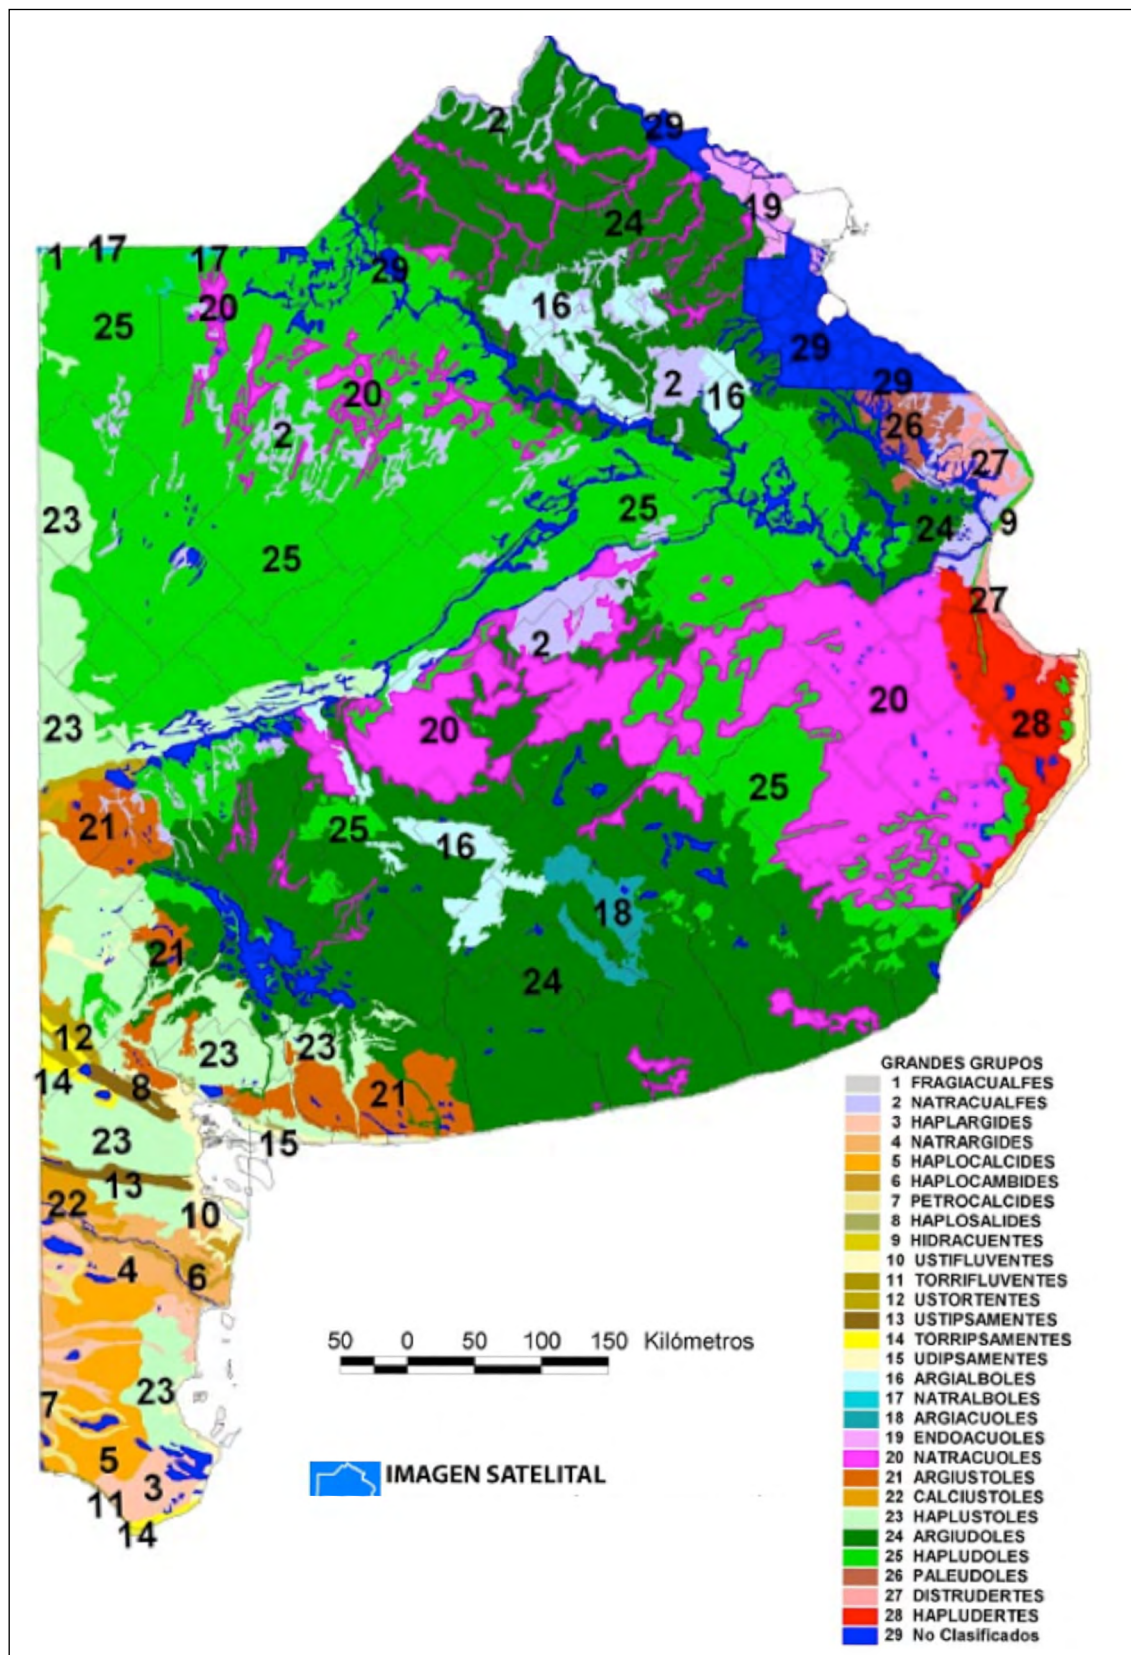 2
29
24
19
1 17 17
29
20
16
25
29
2 16
29
20
26
2
27
23
25
9
24
25
27
2
20
20
28
23
25
21
25
16
18
21
24
12
23 23
14 8
21
23
15
13
22
10
4
6
23
7
5
3
11
14
50 0 50 100 150 Kilómetros
IMAGEN SATELITAL
GRANDES GRUPOS
1 FRAGIACUALFES
2 NATRACUALFES
3 HAPLARGIDES
4 NATRARGIDES
5 HAPLOCALCIDES
6 HAPLOCAMBIDES
7 PETROCALCIDES
8 HAPLOSALIDES
9 HIDRACUENTES
10 USTIFLUVENTES
11 TORRIFLUVENTES
12 USTORTENTES
13 USTIPSAMENTES
14 TORRIPSAMENTES
15 UDIPSAMENTES
16 ARGIALBOLES
17 NATRALBOLES
18 ARGIACUOLES
19 ENDOACUOLES
20 NATRACUOLES
21 ARGIUSTOLES
22 CALCIUSTOLES
23 HAPLUSTOLES
24 ARGIUDOLES
25 HAPLUDOLES
26 PALEUDOLES
27 DISTRUDERTES
28 HAPLUDERTES
29 No Clasificados